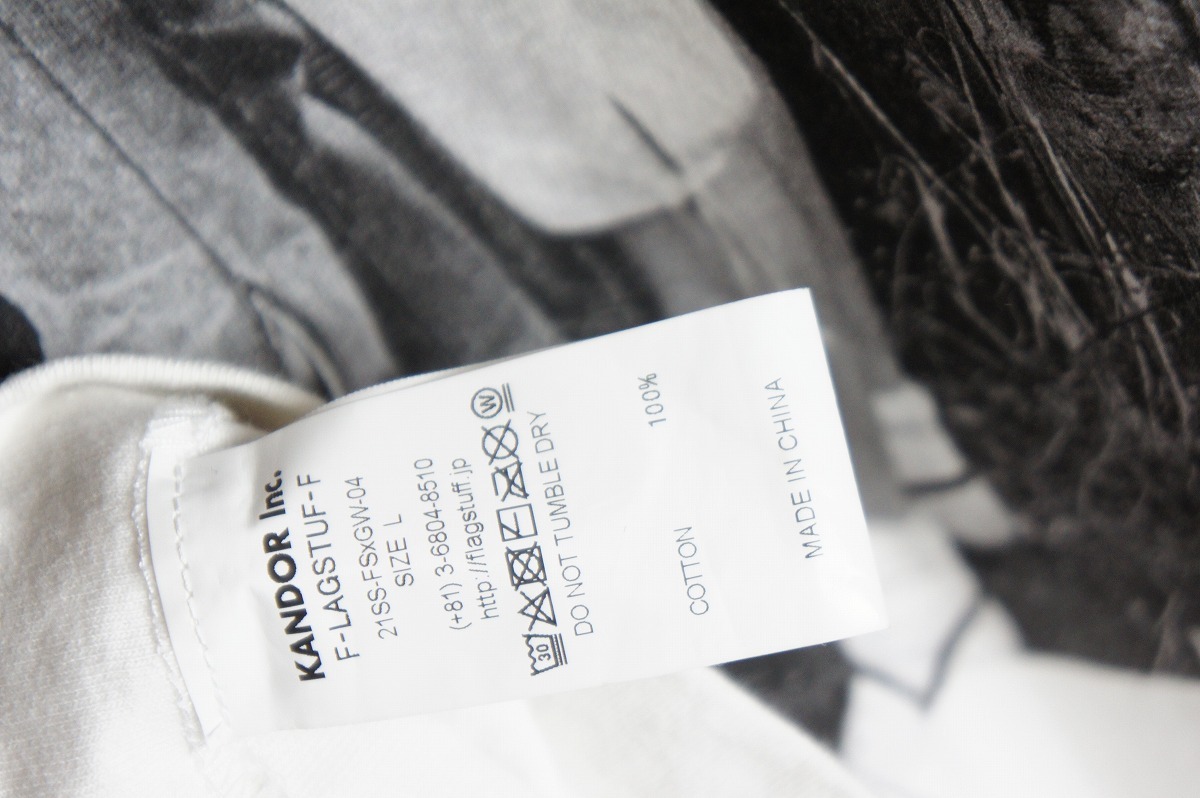 KANDOR Inc.
F-LAGSTUF-F
21SS-FSxGW-04
SIZE L
(+81) 3-6804-8510
http://flagstuff.jp
30 W
DO NOT TUMBLE DRY
COTTON 100%
MADE IN CHINA